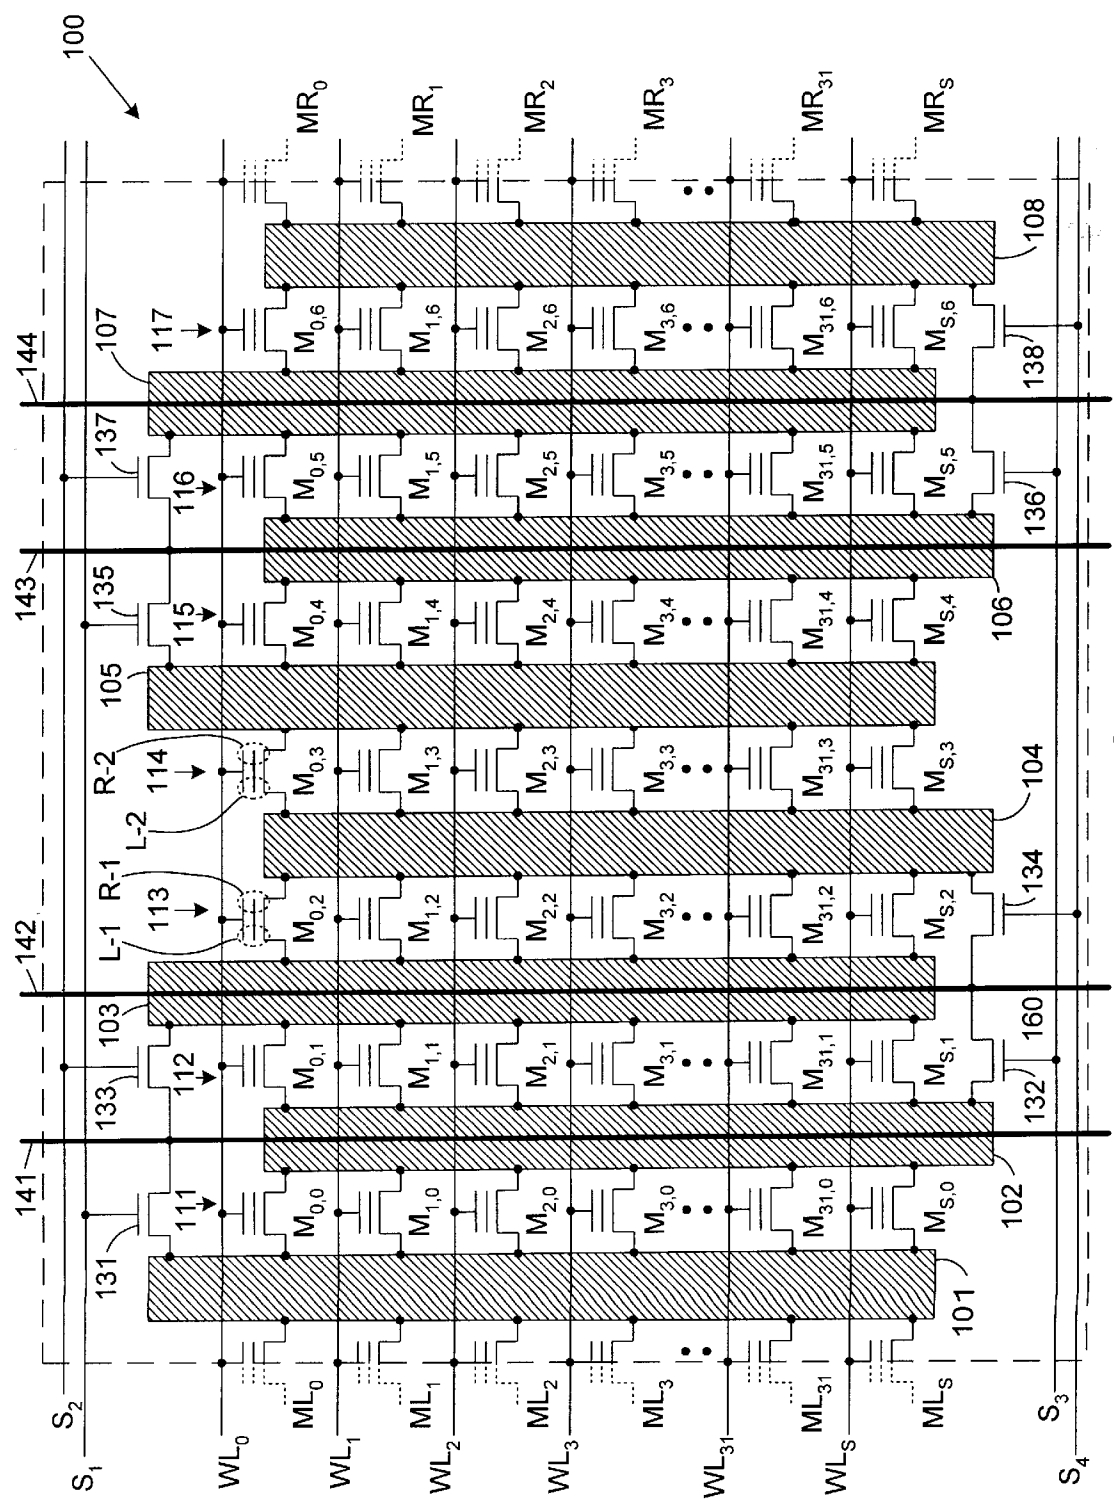 100
S₂
S₁
WL₀
WL₁
WL₂
WL₃
WL₃₁
WLₛ
S₃
S₄
141
142
143
144
131
133
135
137
111
112
113
114
115
116
117
L-1
R-1
L-2
R-2
101
102
103
104
105
106
107
108
ML₀
M₀,₀
M₀,₁
M₀,₂
M₀,₃
M₀,₄
M₀,₅
M₀,₆
MR₀
ML₁
M₁,₀
M₁,₁
M₁,₂
M₁,₃
M₁,₄
M₁,₅
M₁,₆
MR₁
ML₂
M₂,₀
M₂,₁
M₂,₂
M₂,₃
M₂,₄
M₂,₅
M₂,₆
MR₂
ML₃
M₃,₀
M₃,₁
M₃,₂
M₃,₃
M₃,₄
M₃,₅
M₃,₆
MR₃
ML₃₁
M₃₁,₀
M₃₁,₁
M₃₁,₂
M₃₁,₃
M₃₁,₄
M₃₁,₅
M₃₁,₆
MR₃₁
MLₛ
Mₛ,₀
Mₛ,₁
Mₛ,₂
Mₛ,₃
Mₛ,₄
Mₛ,₅
Mₛ,₆
MRₛ
132
160
134
136
138